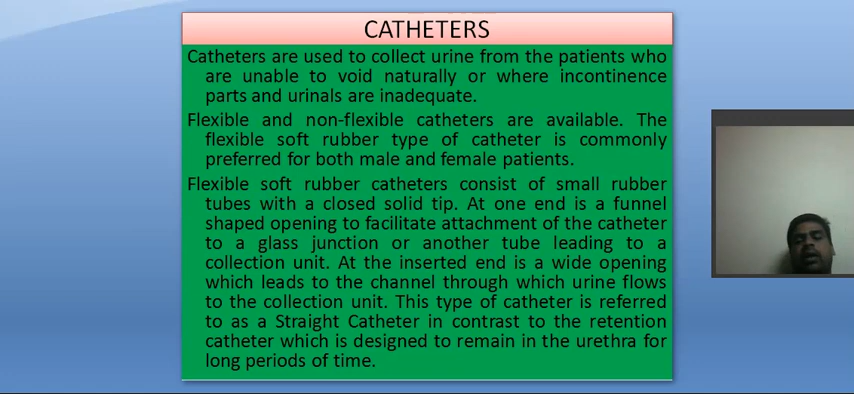 CATHETERS
Catheters are used to collect urine from the patients who
are unable to void naturally or where incontinence
parts and urinals are inadequate.
Flexible and non-flexible catheters are available. The
flexible soft rubber type of catheter is commonly
preferred for both male and female patients.
Flexible soft rubber catheters consist of small rubber
tubes with a closed solid tip. At one end is a funnel
shaped opening to facilitate attachment of the catheter
to a glass junction or another tube leading to a
collection unit. At the inserted end is a wide opening
which leads to the channel through which urine flows
to the collection unit. This type of catheter is referred
to as a Straight Catheter in contrast to the retention
catheter which is designed to remain in the urethra for
long periods of time.